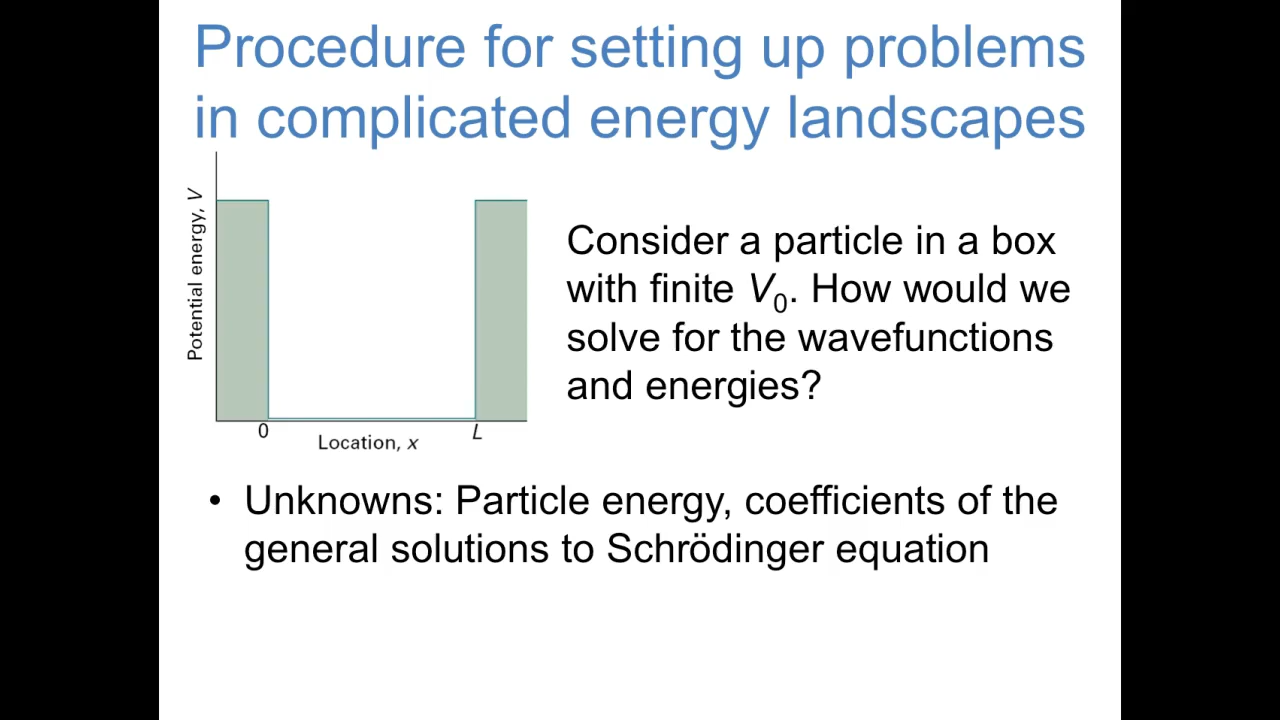 Procedure for setting up problems
in complicated energy landscapes
Potential energy, V
0
L
Location, x
Consider a particle in a box
with finite V₀. How would we
solve for the wavefunctions
and energies?
• Unknowns: Particle energy, coefficients of the
general solutions to Schrödinger equation